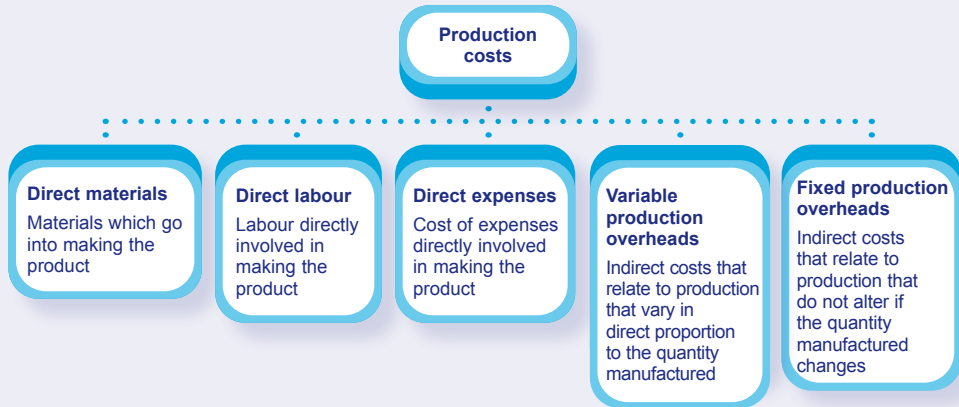 Production
costs
Direct materials
Materials which go
into making the
product
Direct labour
Labour directly
involved in
making the
product
Direct expenses
Cost of expenses
directly involved
in making the
product
Variable
production
overheads
Indirect costs that
relate to production
that vary in
direct proportion
to the quantity
manufactured
Fixed production
overheads
Indirect costs
that relate to
production that
do not alter if
the quantity
manufactured
changes